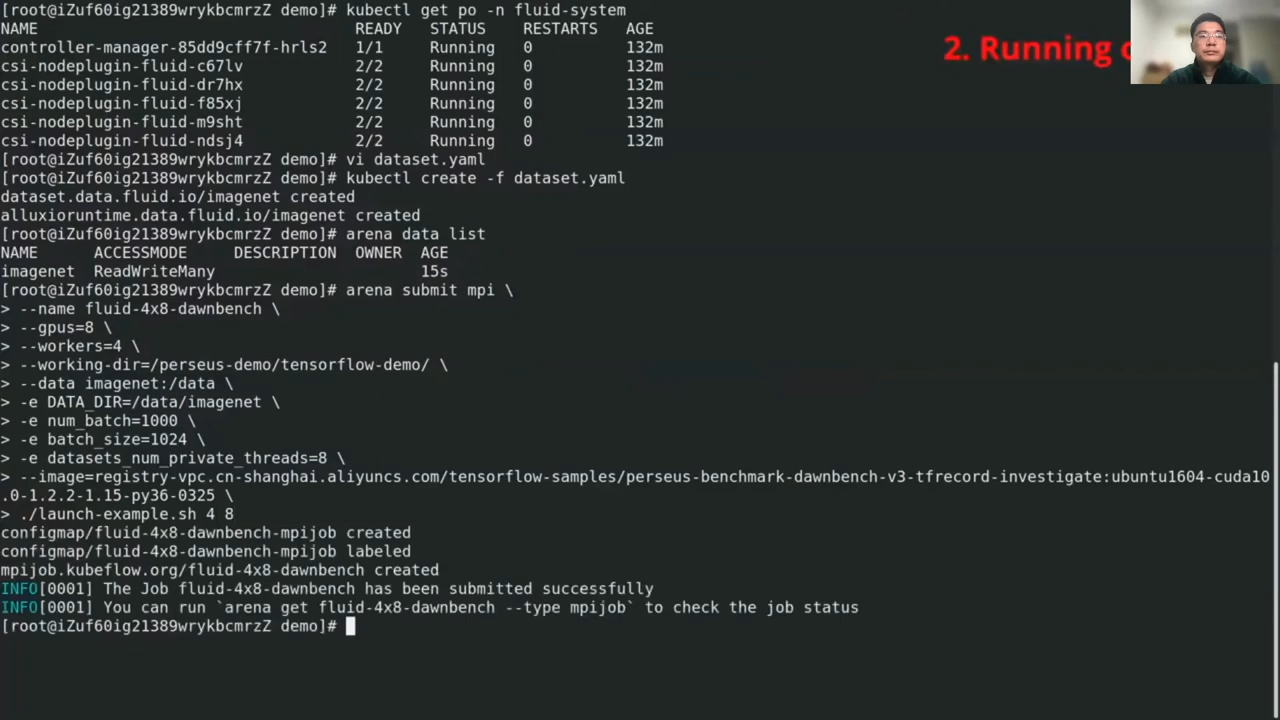 [root@iZuf60ig21389wrykbcmrzZ demo]# kubectl get po -n fluid-system
NAME READY STATUS RESTARTS AGE
controller-manager-85dd9cff7f-hrls2 1/1 Running 0 132m
csi-nodeplugin-fluid-c67lv 2/2 Running 0 132m
csi-nodeplugin-fluid-dr7hx 2/2 Running 0 132m
csi-nodeplugin-fluid-f85xj 2/2 Running 0 132m
csi-nodeplugin-fluid-m9sht 2/2 Running 0 132m
csi-nodeplugin-fluid-ndsj4 2/2 Running 0 132m
2. Running
[root@iZuf60ig21389wrykbcmrzZ demo]# vi dataset.yaml
[root@iZuf60ig21389wrykbcmrzZ demo]# kubectl create -f dataset.yaml
dataset.data.fluid.io/imagenet created
alluxioruntime.data.fluid.io/imagenet created
[root@iZuf60ig21389wrykbcmrzZ demo]# arena data list
NAME ACCESSMODE DESCRIPTION OWNER AGE
imagenet ReadWriteMany 15s
[root@iZuf60ig21389wrykbcmrzZ demo]# arena submit mpi \
> --name fluid-4x8-dawnbench \
> --gpus=8 \
> --workers=4 \
> --working-dir=/perseus-demo/tensorflow-demo/ \
> --data imagenet:/data \
> -e DATA_DIR=/data/imagenet \
> -e num_batch=1000 \
> -e batch_size=1024 \
> -e datasets_num_private_threads=8 \
> --image=registry-vpc.cn-shanghai.aliyuncs.com/tensorflow-samples/perseus-benchmark-dawnbench-v3-tfrecord-investigate:ubuntu1604-cuda10
.0-1.2.2-1.15-py36-0325 \
> ./launch-example.sh 4 8
configmap/fluid-4x8-dawnbench-mpijob created
configmap/fluid-4x8-dawnbench-mpijob labeled
mpijob.kubeflow.org/fluid-4x8-dawnbench created
INFO[0001] The Job fluid-4x8-dawnbench has been submitted successfully
INFO[0001] You can run `arena get fluid-4x8-dawnbench --type mpijob` to check the job status
[root@iZuf60ig21389wrykbcmrzZ demo]#